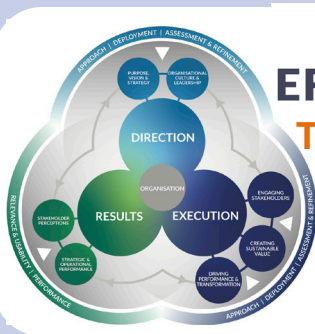 APPROACH | DEPLOYMENT | ASSESSMENT & REFINEMENT
PURPOSE,
VISION &
STRATEGY
ORGANISATIONAL
CULTURE &
LEADERSHIP
DIRECTION
ORGANISATION
RESULTS
EXECUTION
STAKEHOLDER
PERCEPTIONS
STRATEGIC &
OPERATIONAL
PERFORMANCE
ENGAGING
STAKEHOLDERS
CREATING
SUSTAINABLE
VALUE
DRIVING
PERFORMANCE &
TRANSFORMATION
RELEVANCE & USABILITY | PERFORMANCE
APPROACH | DEPLOYMENT | ASSESSMENT & REFINEMENT
T